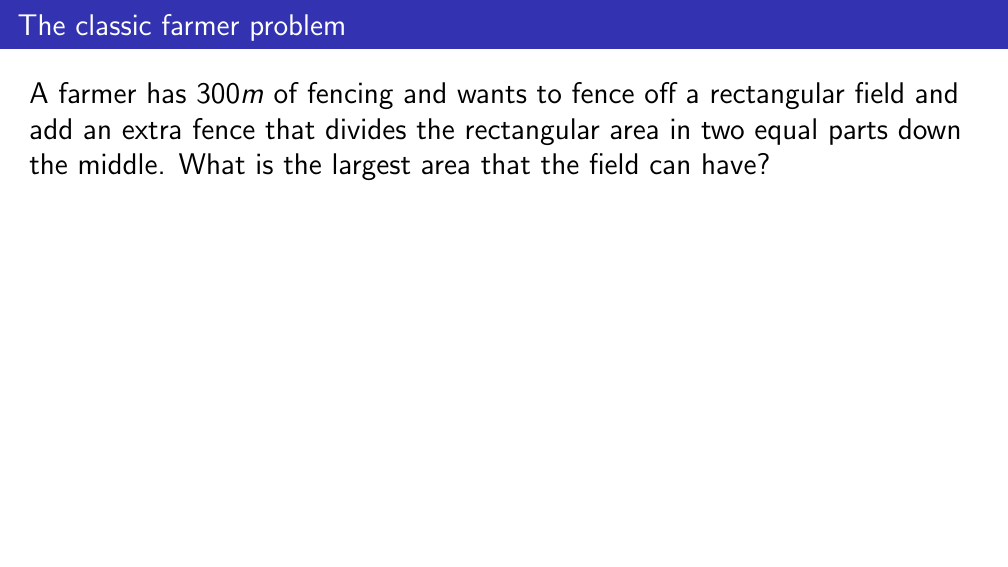 The classic farmer problem
A farmer has 300m of fencing and wants to fence off a rectangular field and
add an extra fence that divides the rectangular area in two equal parts down
the middle. What is the largest area that the field can have?